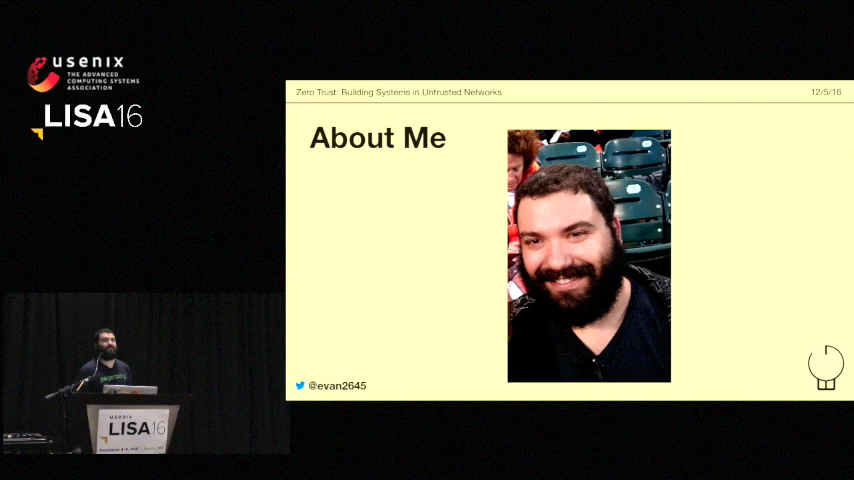 usenix
THE ADVANCED
COMPUTING SYSTEMS
ASSOCIATION
LISA16
Zero Trust: Building Systems in Untrusted Networks
12/5/16
About Me
@evan2645
usenix
LISA16